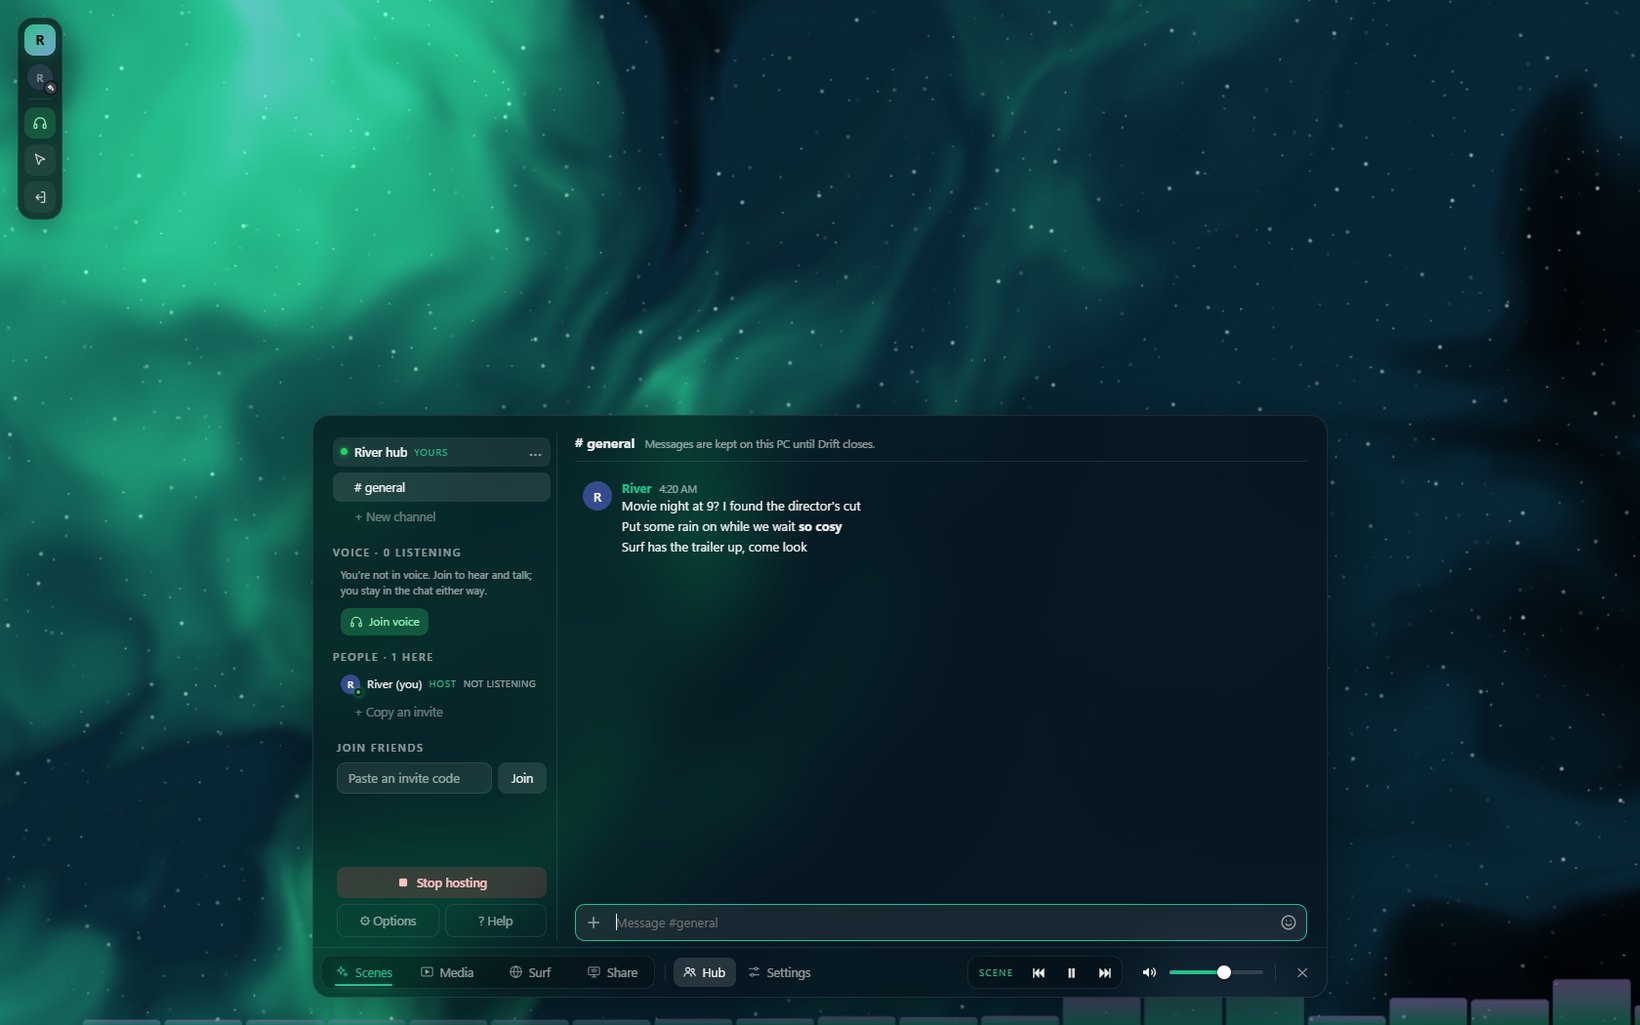 R
R
River hub YOURS ...
# general
+ New channel
VOICE · 0 LISTENING
You're not in voice. Join to hear and talk;
you stay in the chat either way.
Join voice
PEOPLE · 1 HERE
R River (you) HOST NOT LISTENING
+ Copy an invite
JOIN FRIENDS
Paste an invite code Join
Stop hosting
Options ? Help
# general Messages are kept on this PC until Drift closes.
R River 4:20 AM
Movie night at 9? I found the director's cut
Put some rain on while we wait so cosy
Surf has the trailer up, come look
Message #general
Scenes Media Surf Share Hub Settings SCENE